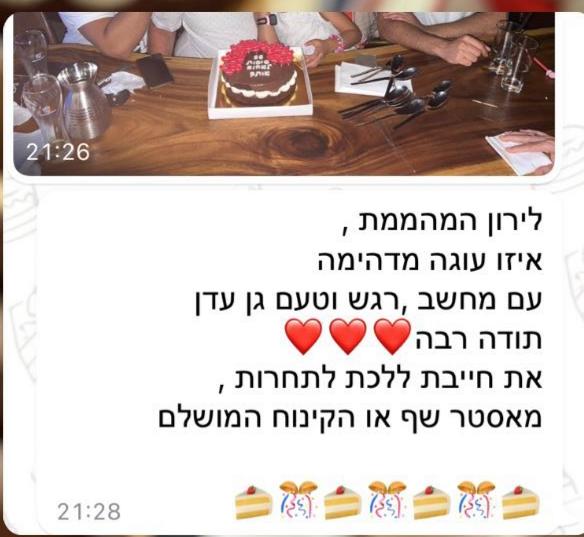 21:26
לירון המהממת ,
איזו עוגה מדהימה
עם מחשב ,רגש וטעם גן עדן
תודה רבה❤️❤️❤️
את חייבת ללכת לתחרות ,
מאסטר שף או הקינוח המושלם
🍰🎊🍰🎊🍰🎊🍰
21:28